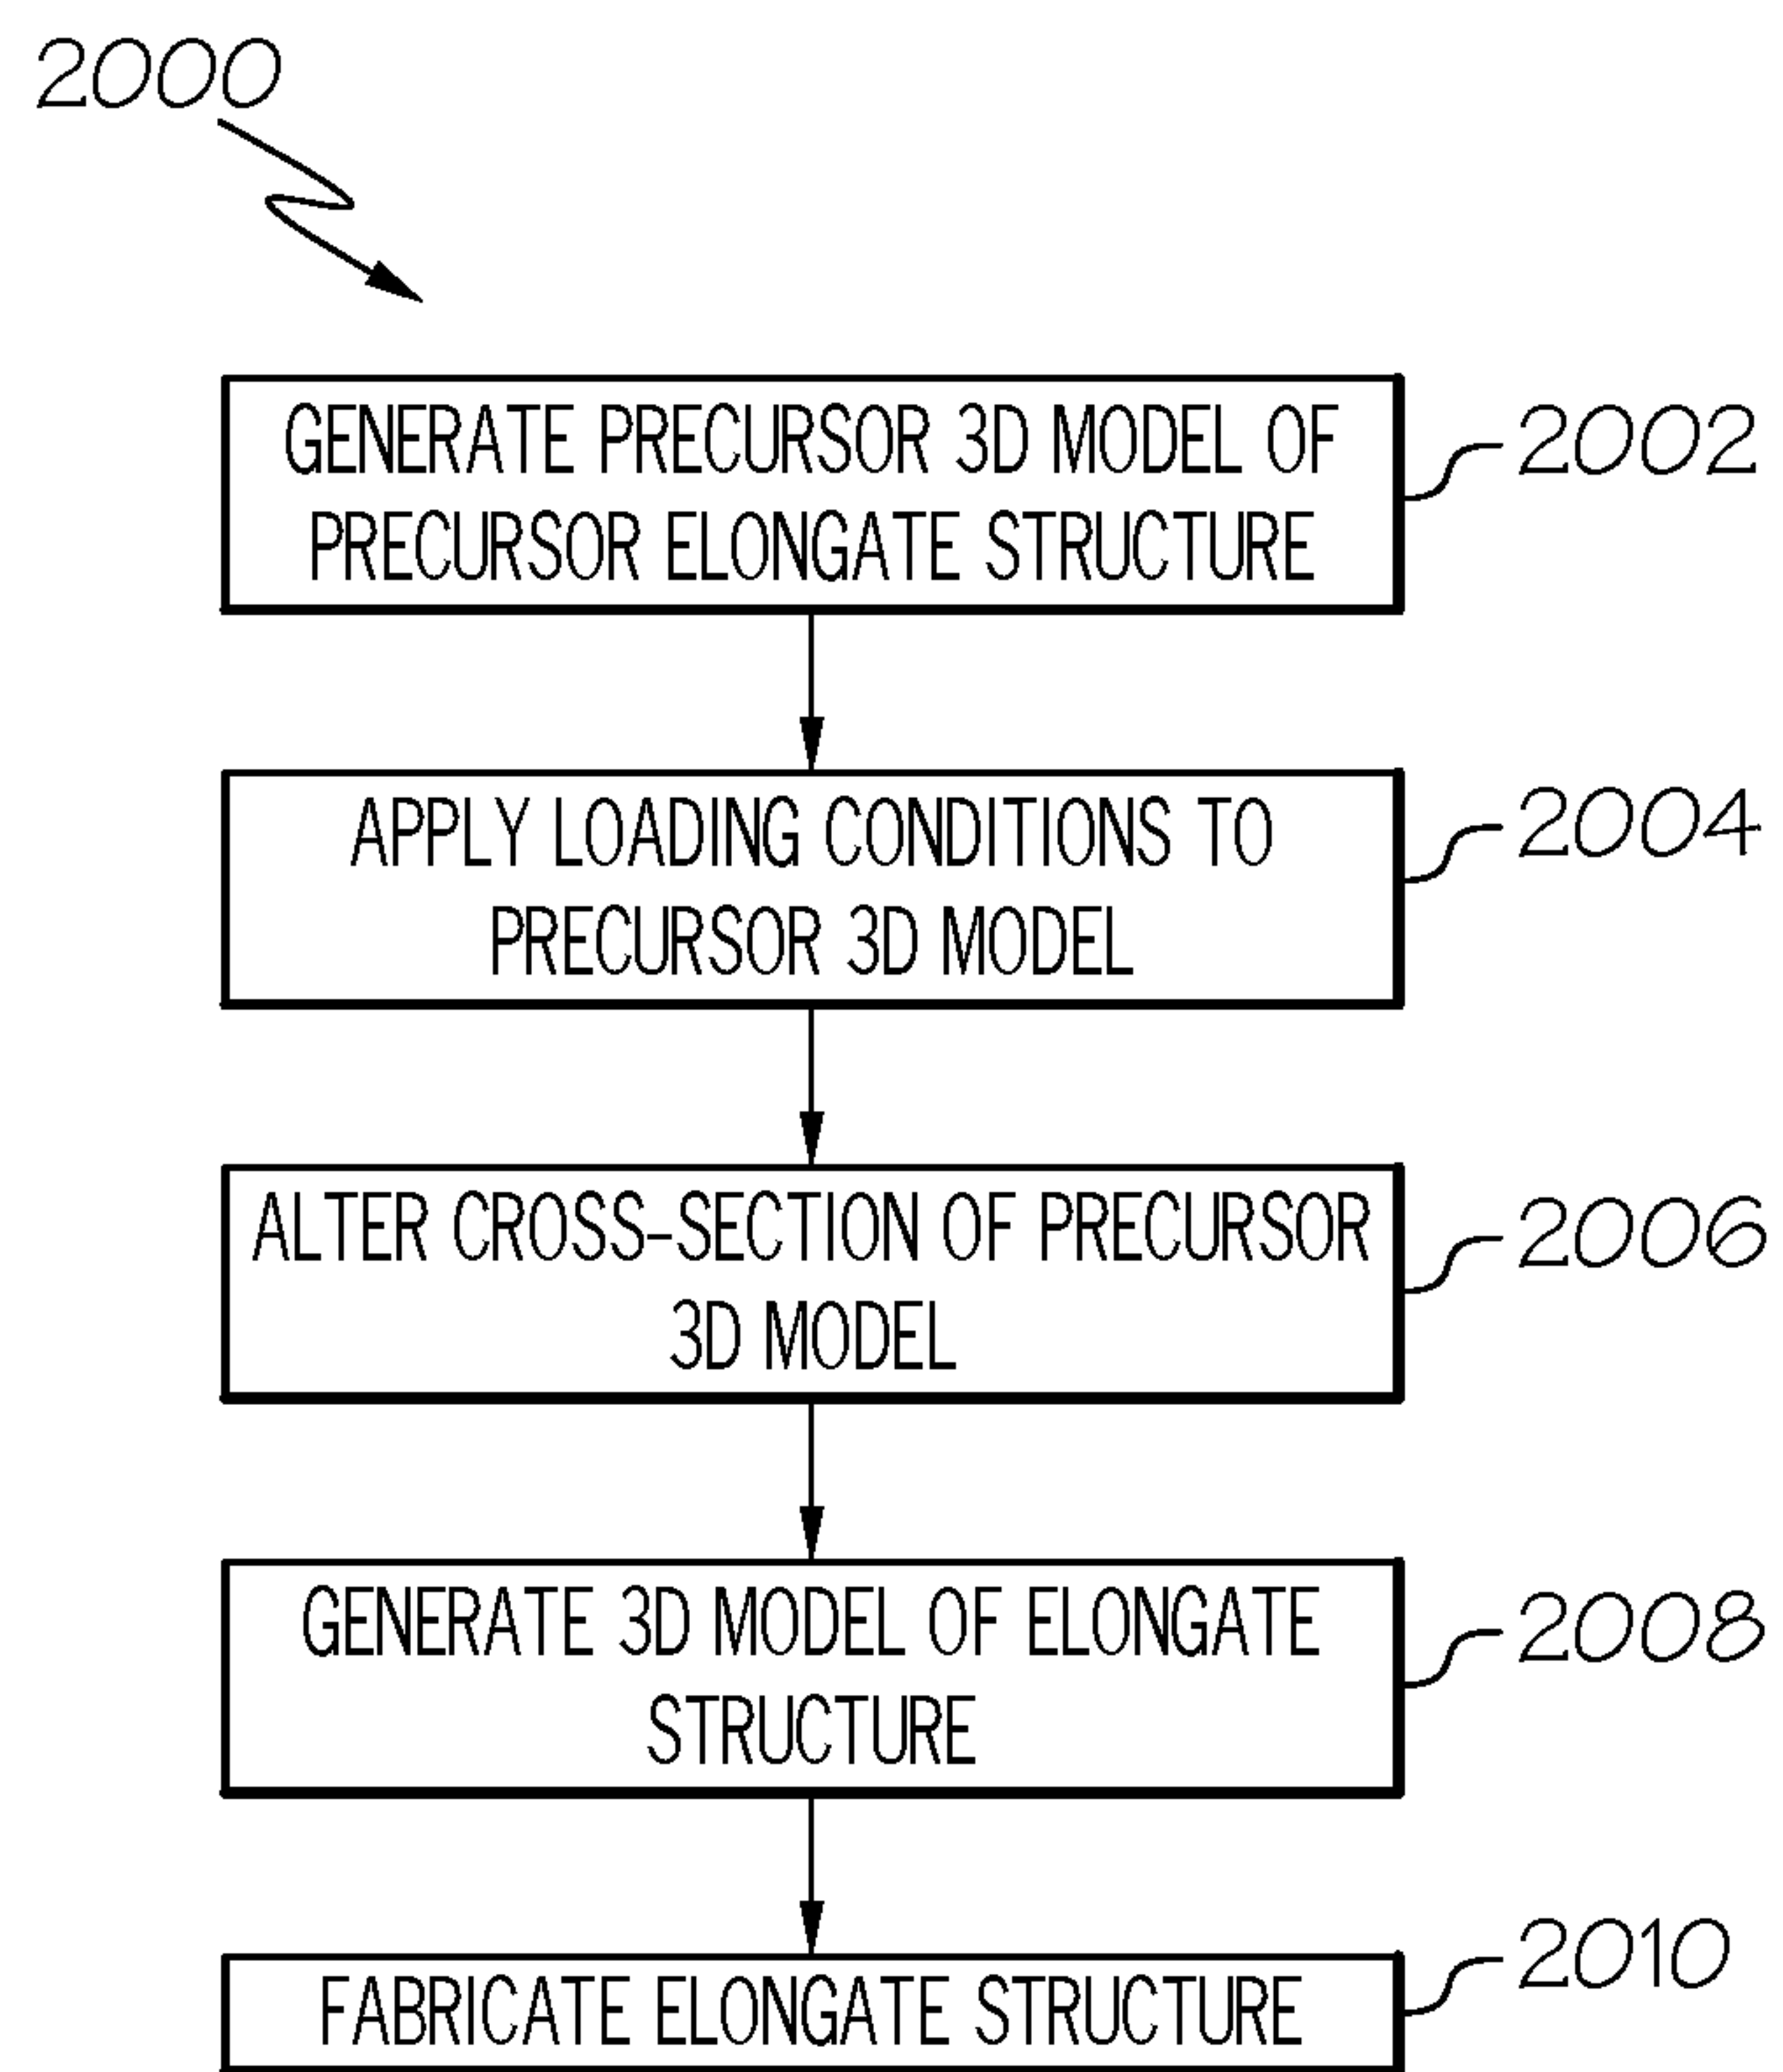 2000
GENERATE PRECURSOR 3D MODEL OF
PRECURSOR ELONGATE STRUCTURE
2002
APPLY LOADING CONDITIONS TO
PRECURSOR 3D MODEL
2004
ALTER CROSS-SECTION OF PRECURSOR
3D MODEL
2006
GENERATE 3D MODEL OF ELONGATE
STRUCTURE
2008
FABRICATE ELONGATE STRUCTURE
2010